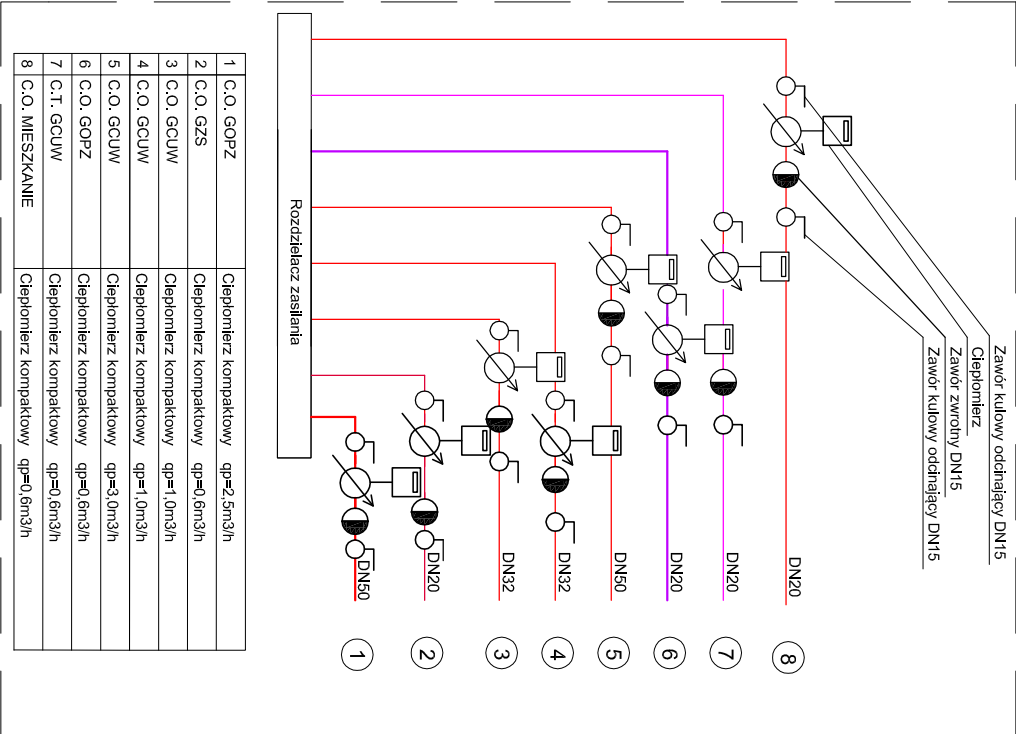 Zawór kulowy odcinający DN15
Ciepłomierz
Zawór zwrotny DN15
Zawór kulowy odcinający DN15
DN20
8
DN20
7
DN20
6
DN50
5
DN32
4
DN32
3
DN20
2
DN50
1
Rozdzielacz zasilania
1 C.O. GOPZ Ciepłomierz kompaktowy qp=2,5m3/h
2 C.O. GZS Ciepłomierz kompaktowy qp=0,6m3/h
3 C.O. GCUW Ciepłomierz kompaktowy qp=1,0m3/h
4 C.O. GCUW Ciepłomierz kompaktowy qp=1,0m3/h
5 C.O. GCUW Ciepłomierz kompaktowy qp=3,0m3/h
6 C.O. GOPZ Ciepłomierz kompaktowy qp=0,6m3/h
7 C.T. GCUW Ciepłomierz kompaktowy qp=0,6m3/h
8 C.O. MIESZKANIE Ciepłomierz kompaktowy qp=0,6m3/h